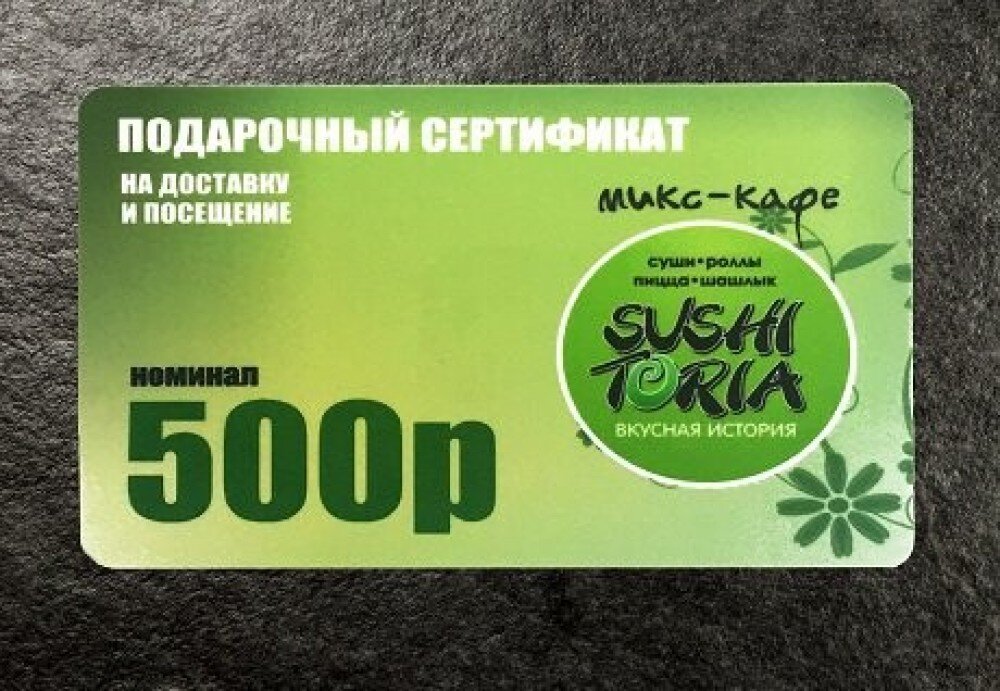 ПОДАРОЧНЫЙ СЕРТИФИКАТ
НА ДОСТАВКУ
И ПОСЕЩЕНИЕ
микс-кафе
суши•роллы
пицца•шашлык
SUSHI
TORIA
ВКУСНАЯ ИСТОРИЯ
номинал
500р